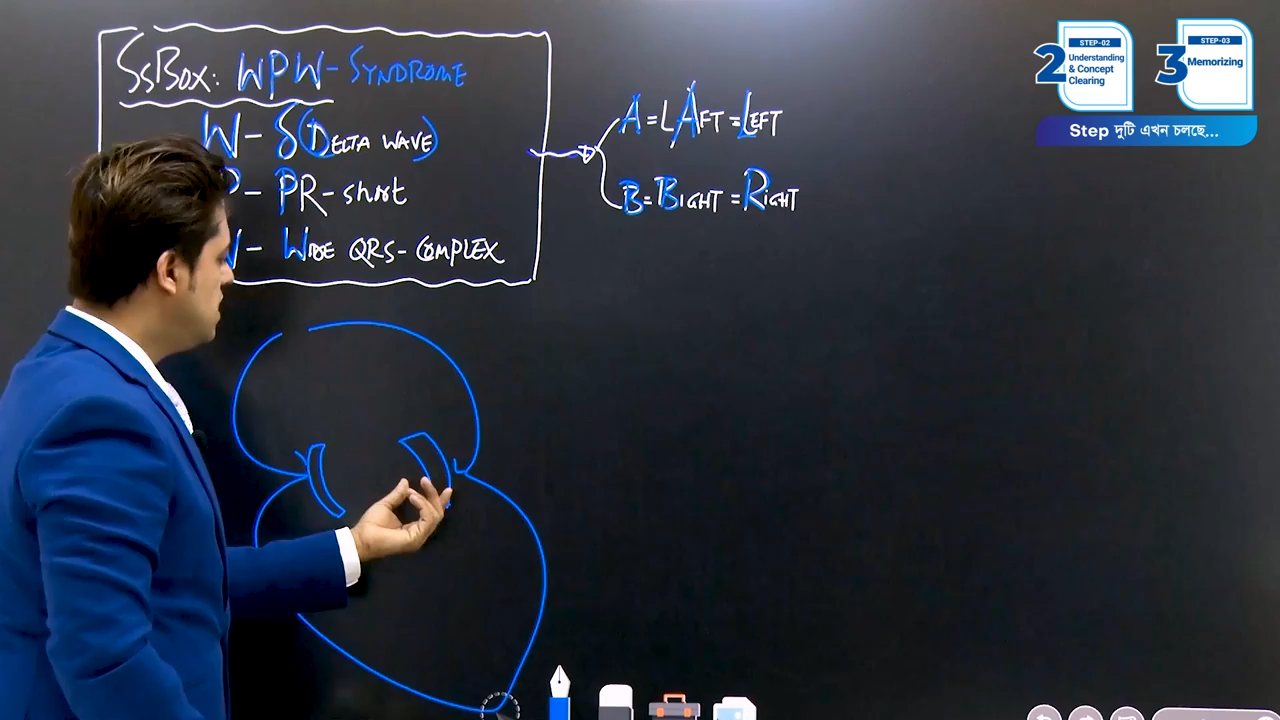 SsBox: WPW-SYNDROME
W- δ(DELTA WAVE)
P- PR-short
W- WIDE QRS-COMPLEX
A = LAFT = LEFT
B = BIGHT = RIGHT
2 STEP-02
Understanding
& Concept
Clearing
3 STEP-03
Memorizing
Step দুটি এখন চলছে...